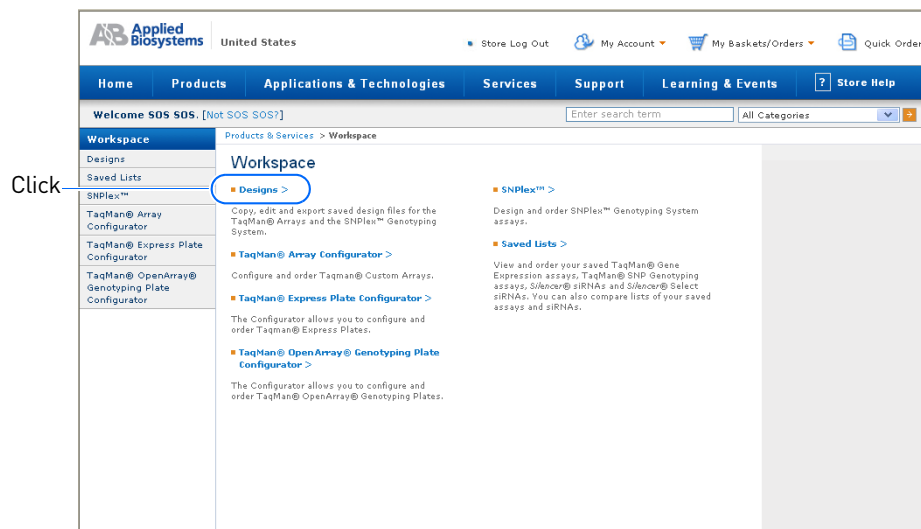 AB Applied
Biosystems
United States
Store Log Out
My Account
My Baskets/Orders
Quick Order
Home Products Applications & Technologies Services Support Learning & Events ? Store Help
Welcome SOS SOS. [Not SOS SOS?]
Enter search term
All Categories
Workspace
Designs
Saved Lists
SNPlex™
TaqMan® Array
Configurator
TaqMan® Express Plate
Configurator
TaqMan® OpenArray®
Genotyping Plate
Configurator
Products & Services > Workspace
Workspace
Click
Designs >
Copy, edit and export saved design files for the
TaqMan® Arrays and the SNPlex™ Genotyping
System.
TaqMan® Array Configurator >
Configure and order Taqman® Custom Arrays.
TaqMan® Express Plate Configurator >
The Configurator allows you to configure and
order Taqman® Express Plates.
TaqMan® OpenArray® Genotyping Plate
Configurator >
The Configurator allows you to configure and
order TaqMan® OpenArray® Genotyping Plates.
SNPlex™ >
Design and order SNPlex™ Genotyping System
assays.
Saved Lists >
View and order your saved TaqMan® Gene
Expression assays, TaqMan® SNP Genotyping
assays, Silencer® siRNAs and Silencer® Select
siRNAs. You can also compare lists of your saved
assays and siRNAs.